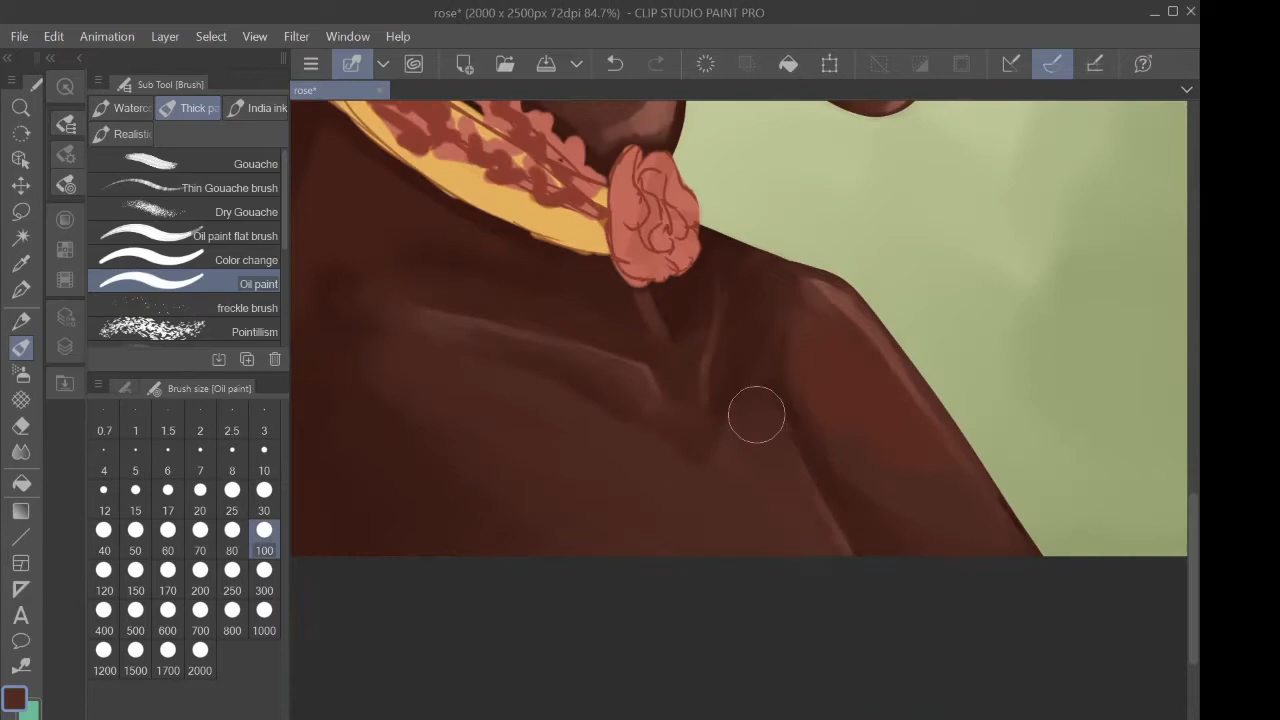 rose* (2000 x 2500px 72dpi 84.7%) - CLIP STUDIO PAINT PRO
File Edit Animation Layer Select View Filter Window Help
Sub Tool [Brush]
rose*
Waterc Thick pa India ink
Realistic
Gouache
Thin Gouache brush
Dry Gouache
Oil paint flat brush
Color change
Oil paint
freckle brush
Pointillism
Brush size [Oil paint]
0.7 1 1.5 2 2.5 3
4 5 6 7 8 10
12 15 17 20 25 30
40 50 60 70 80 100
120 150 170 200 250 300
400 500 600 700 800 1000
1200 1500 1700 2000